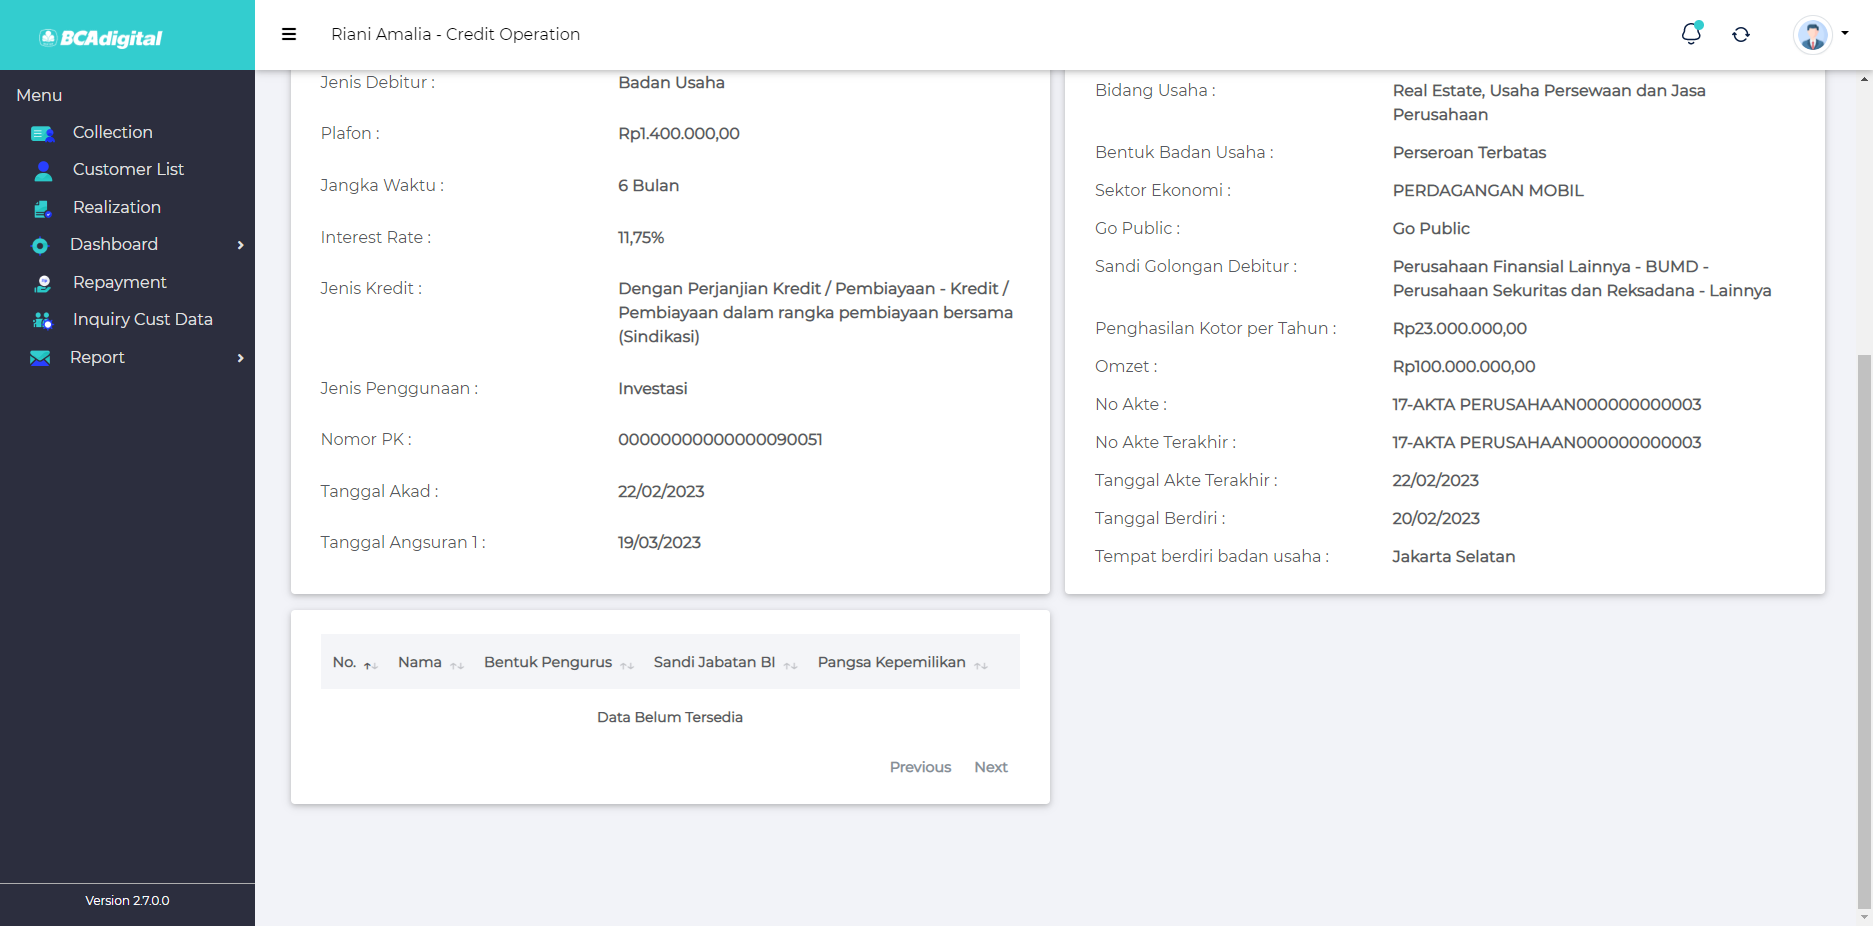 BCAdigital
Riani Amalia - Credit Operation
Menu
Collection
Customer List
Realization
Dashboard
Repayment
Inquiry Cust Data
Report
Version 2.7.0.0
Jenis Debitur : Badan Usaha
Plafon : Rp1.400.000,00
Jangka Waktu : 6 Bulan
Interest Rate : 11,75%
Jenis Kredit : Dengan Perjanjian Kredit / Pembiayaan - Kredit /
Pembiayaan dalam rangka pembiayaan bersama
(Sindikasi)
Jenis Penggunaan : Investasi
Nomor PK : 00000000000000090051
Tanggal Akad : 22/02/2023
Tanggal Angsuran 1 : 19/03/2023
Bidang Usaha : Real Estate, Usaha Persewaan dan Jasa
Perusahaan
Bentuk Badan Usaha : Perseroan Terbatas
Sektor Ekonomi : PERDAGANGAN MOBIL
Go Public : Go Public
Sandi Golongan Debitur : Perusahaan Finansial Lainnya - BUMD -
Perusahaan Sekuritas dan Reksadana - Lainnya
Penghasilan Kotor per Tahun : Rp23.000.000,00
Omzet : Rp100.000.000,00
No Akte : 17-AKTA PERUSAHAAN000000000003
No Akte Terakhir : 17-AKTA PERUSAHAAN000000000003
Tanggal Akte Terakhir : 22/02/2023
Tanggal Berdiri : 20/02/2023
Tempat berdiri badan usaha : Jakarta Selatan
No. Nama Bentuk Pengurus Sandi Jabatan BI Pangsa Kepemilikan
Data Belum Tersedia
Previous Next